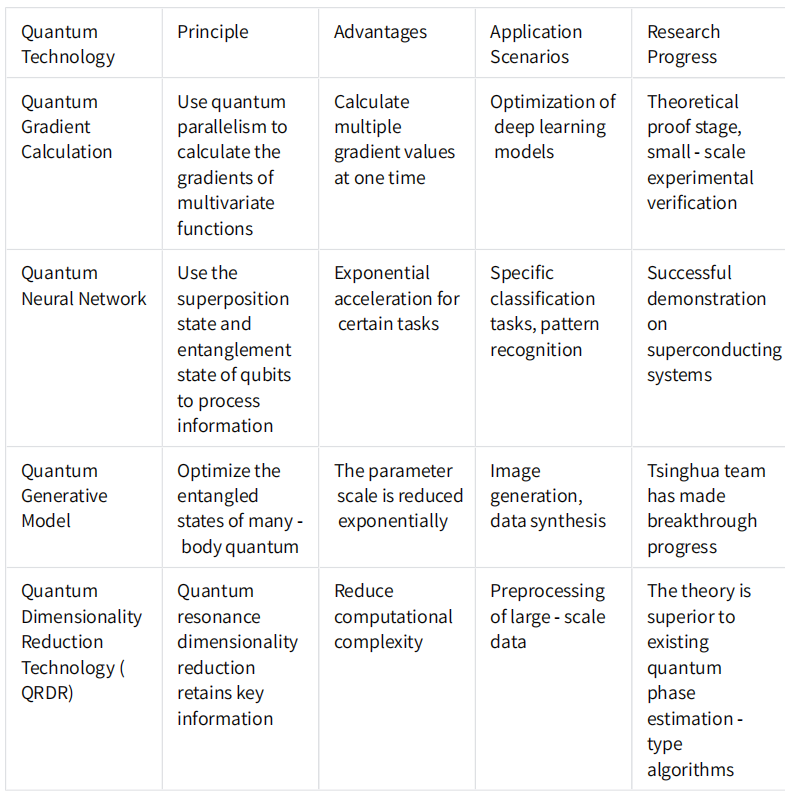 Quantum
Technology
Principle
Advantages
Application
Scenarios
Research
Progress
Quantum
Gradient
Calculation
Use quantum
parallelism to
calculate the
gradients of
multivariate
functions
Calculate
multiple
gradient values
at one time
Optimization of
deep learning
models
Theoretical
proof stage,
small - scale
experimental
verification
Quantum
Neural Network
Use the
superposition
state and
entanglement
state of qubits
to process
information
Exponential
acceleration for
certain tasks
Specific
classification
tasks, pattern
recognition
Successful
demonstration
on
superconducting
systems
Quantum
Generative
Model
Optimize the
entangled
states of many -
body quantum
The parameter
scale is reduced
exponentially
Image
generation,
data synthesis
Tsinghua team
has made
breakthrough
progress
Quantum
Dimensionality
Reduction
Technology (
QRDR)
Quantum
resonance
dimensionality
reduction
retains key
information
Reduce
computational
complexity
Preprocessing
of large - scale
data
The theory is
superior to
existing
quantum
phase
estimation -
type
algorithms